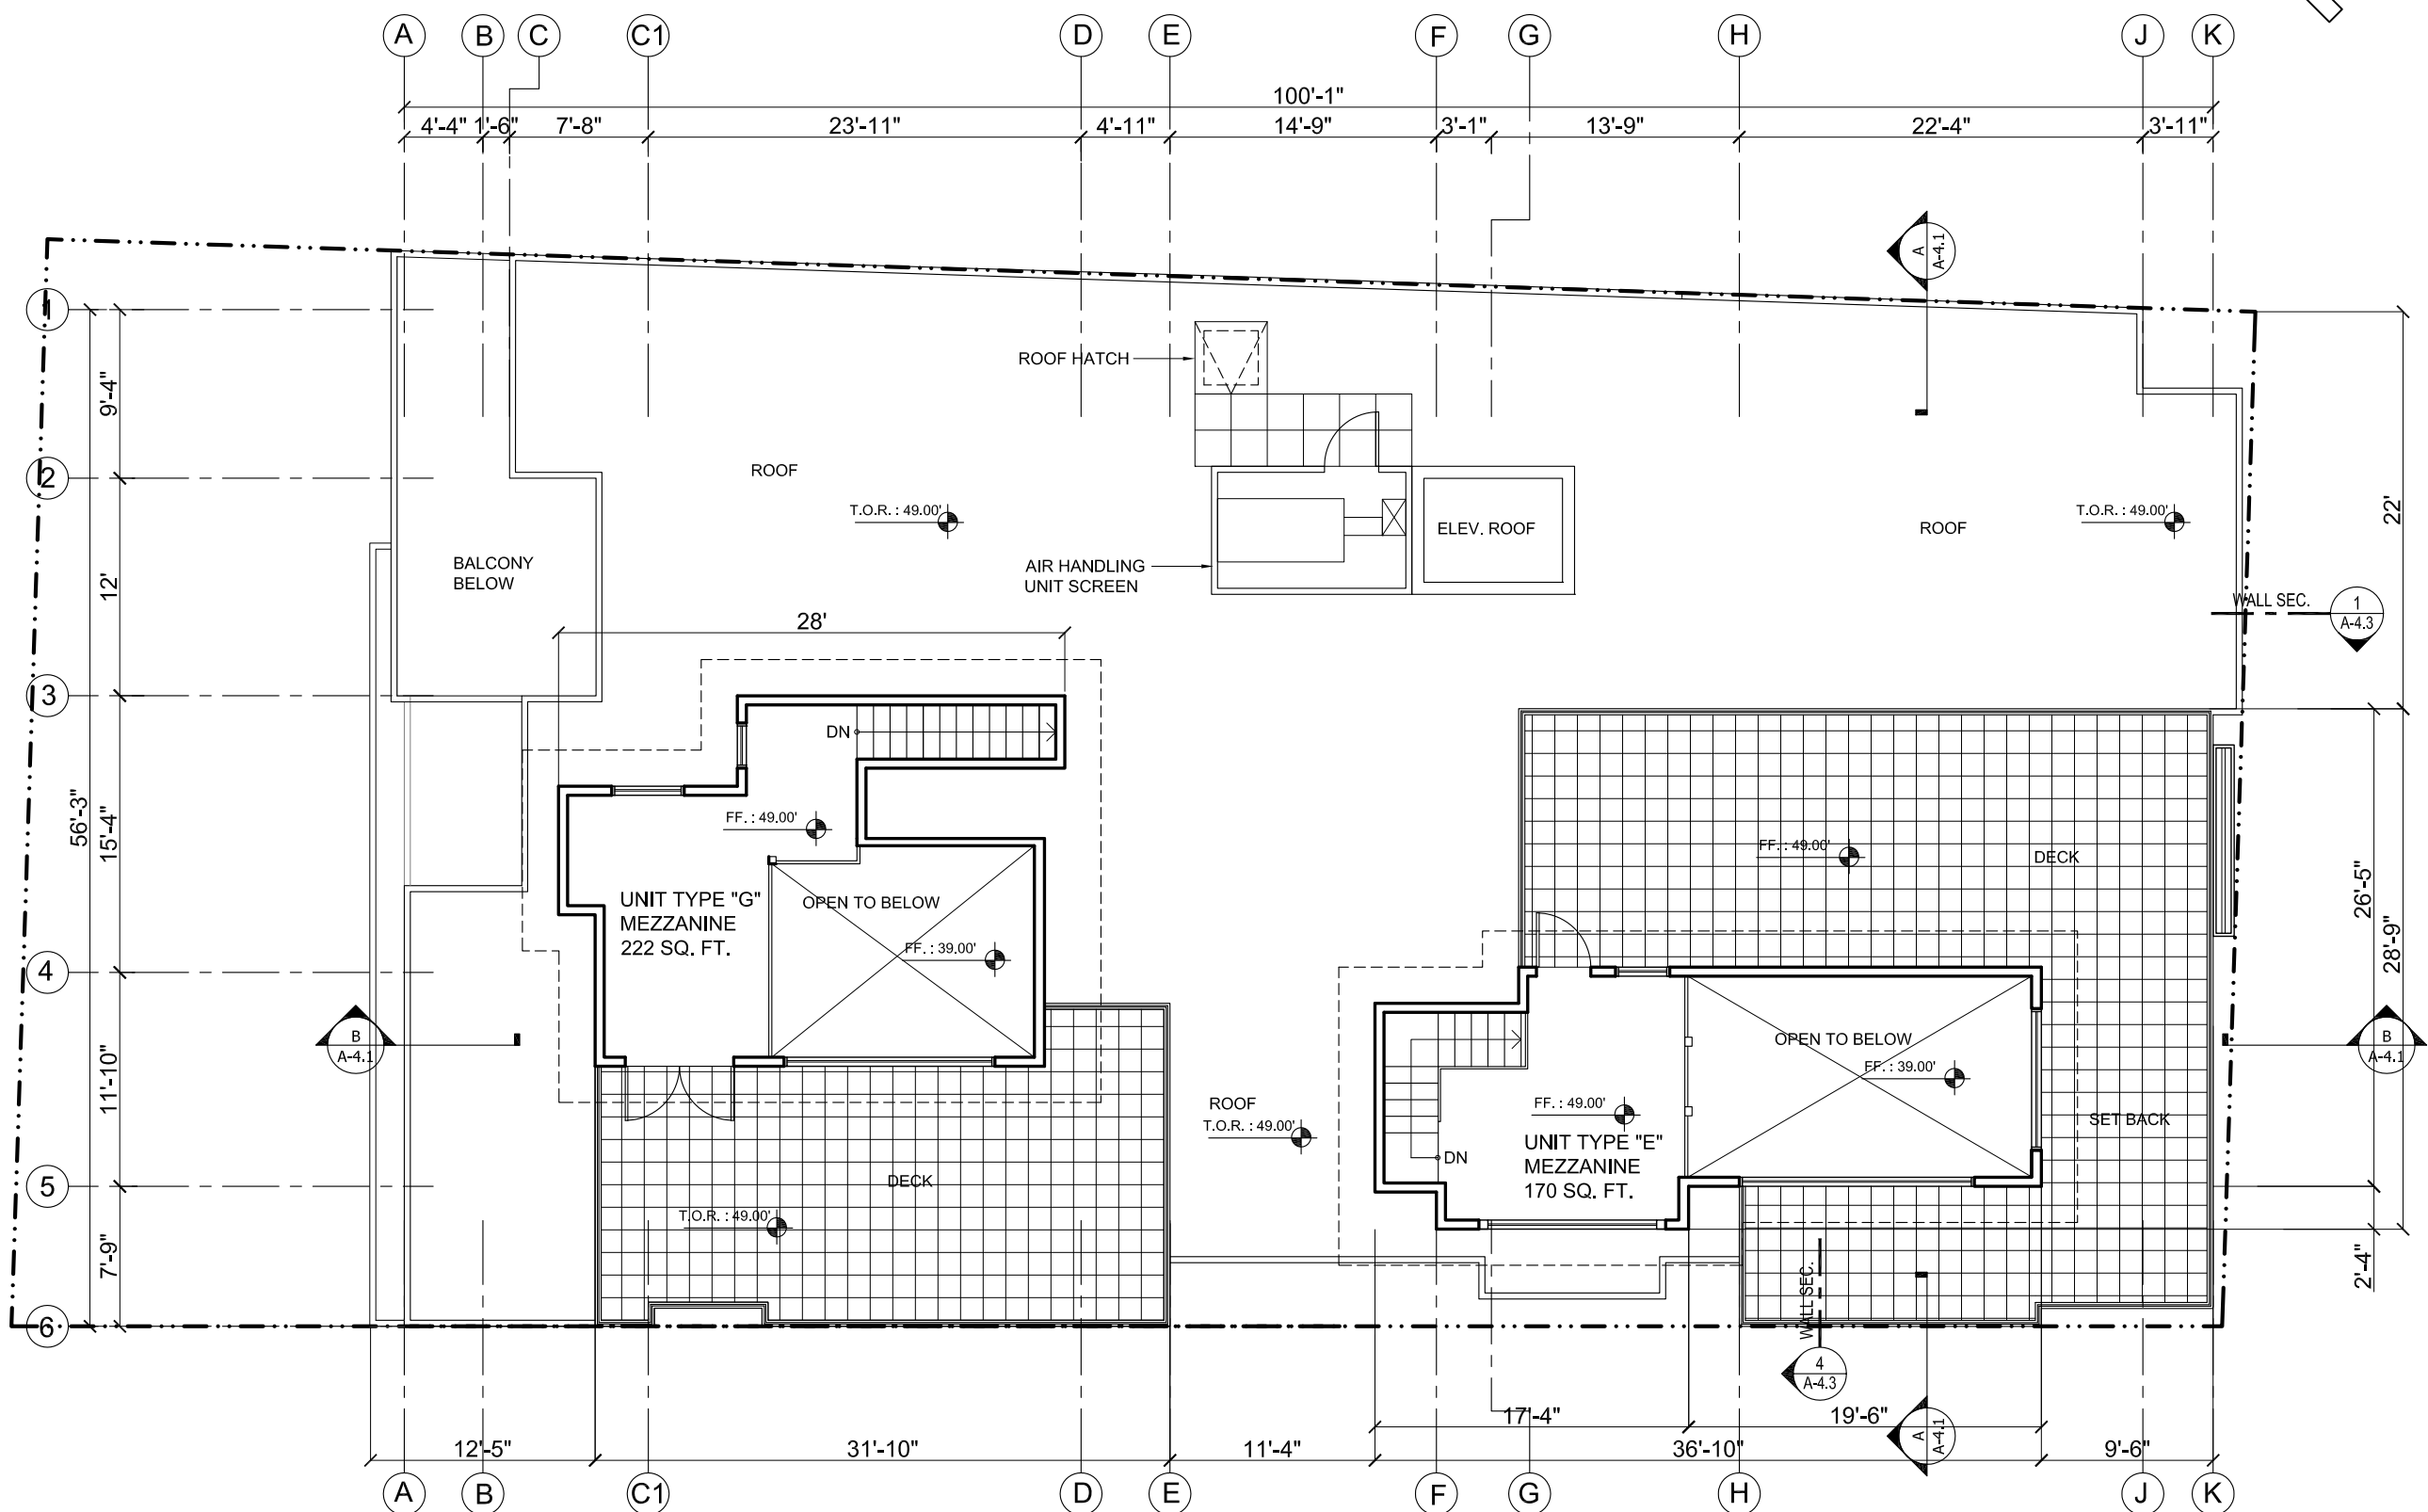 A B C C1 D E F G H J K
100'-1"
4'-4" 1'-6" 7'-8" 23'-11" 4'-11" 14'-9" 3'-1" 13'-9" 22'-4" 3'-11"
A
A-4.1
1
ROOF HATCH
9'-4"
2
ROOF
T.O.R. : 49.00'
ELEV. ROOF
ROOF
T.O.R. : 49.00'
22'
BALCONY
BELOW
AIR HANDLING
UNIT SCREEN
12'
WALL SEC.
1
A-4.3
28'
3
DN
56'-3"
15'-4"
FF. : 49.00'
FF. : 49.00'
DECK
26'-5"
28'-9"
UNIT TYPE "G"
MEZZANINE
222 SQ. FT.
OPEN TO BELOW
FF. : 39.00'
4
B
A-4.1
OPEN TO BELOW
FF. : 39.00'
B
A-4.1
11'-10"
ROOF
T.O.R. : 49.00'
FF. : 49.00'
UNIT TYPE "E"
MEZZANINE
170 SQ. FT.
DN
SET BACK
5
DECK
T.O.R. : 49.00'
7'-9"
2'-4"
6
WALL SEC.
4
A-4.3
17'-4" 19'-6"
A
A-4.1
12'-5" 31'-10" 11'-4" 36'-10" 9'-6"
A B C1 D E F G H J K